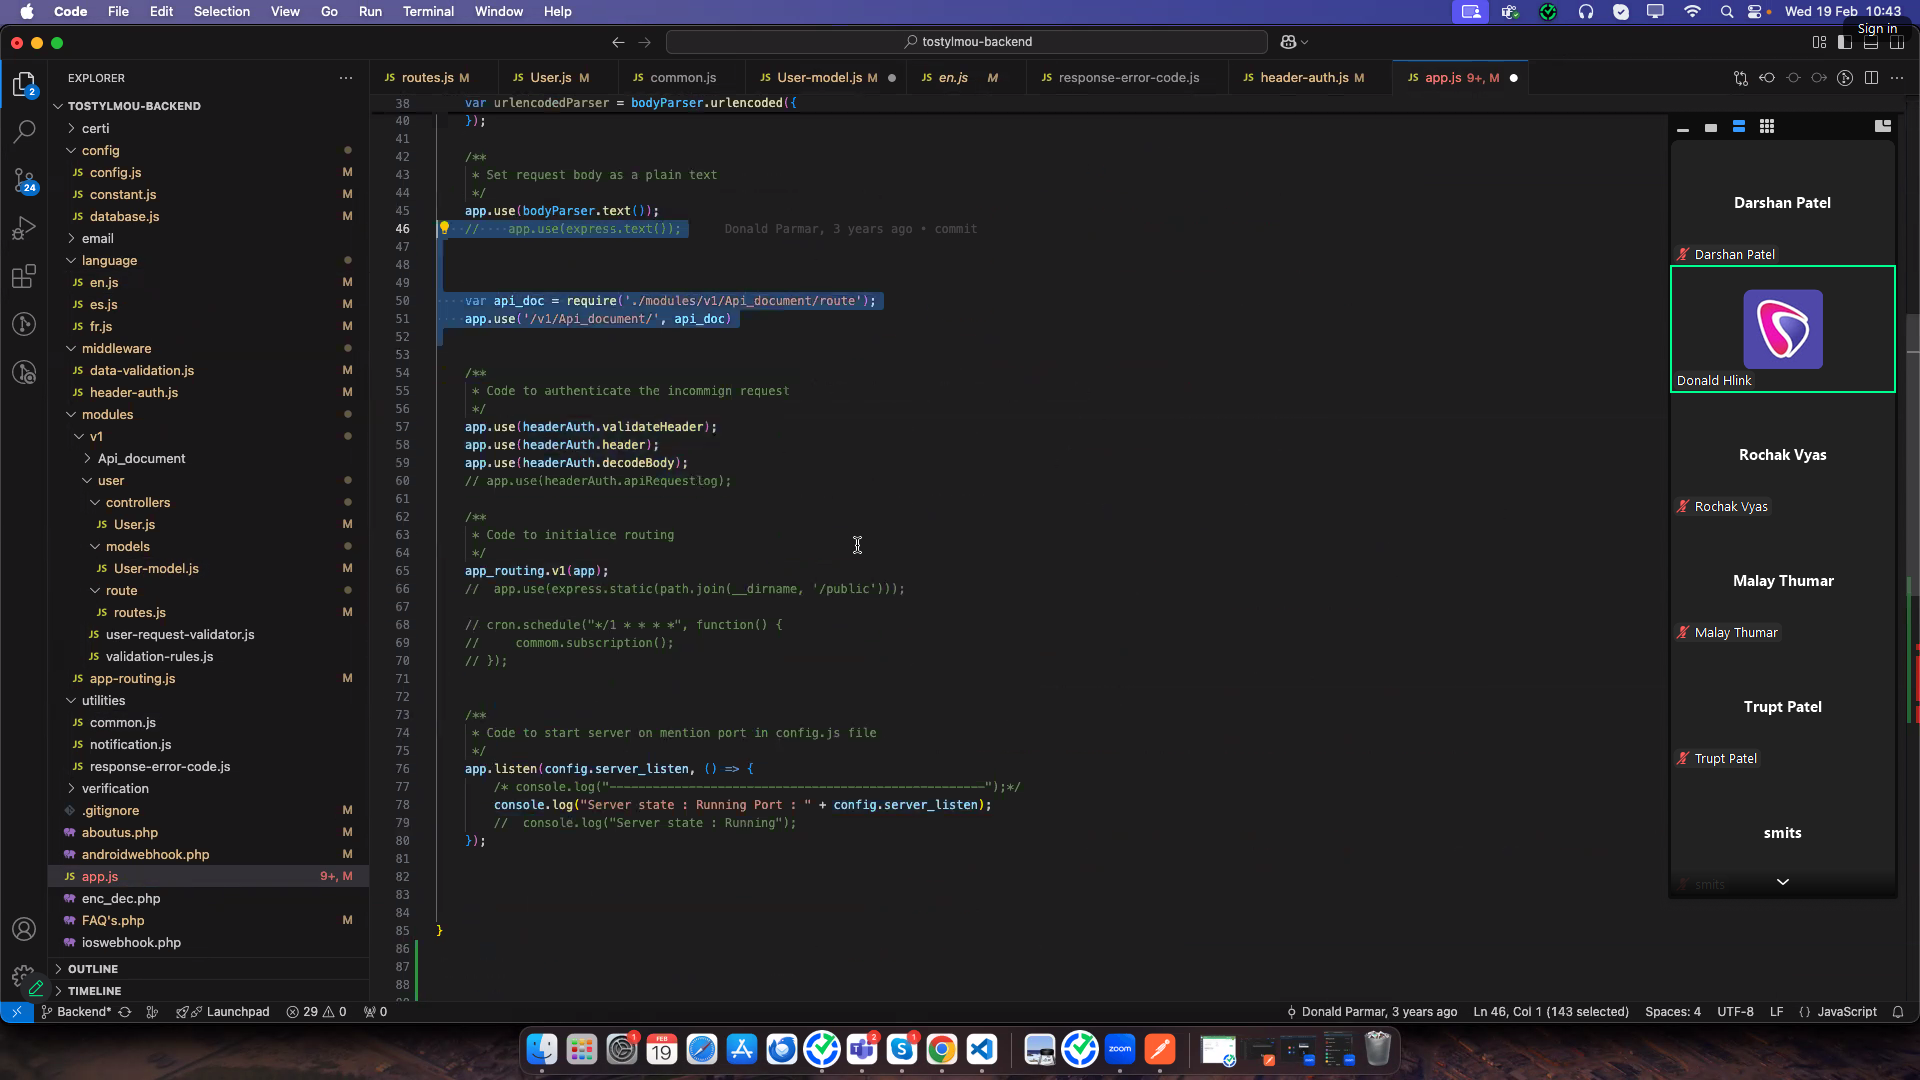 Code File Edit Selection View Go Run Terminal Window Help Wed 19 Feb 10:43
Sign in
tostylmou-backend
EXPLORER
routes.js M User.js M common.js User-model.js M en.js M response-error-code.js header-auth.js M app.js 9+, M
TOSTYLMOU-BACKEND
certi
config
config.js M
constant.js M
database.js M
email
language
en.js M
es.js M
fr.js M
middleware
data-validation.js M
header-auth.js M
modules
v1
Api_document
user
controllers
User.js M
models
User-model.js M
route
routes.js M
user-request-validator.js
validation-rules.js
app-routing.js M
utilities
common.js
notification.js
response-error-code.js
verification
.gitignore
aboutus.php M
androidwebhook.php M
app.js 9+, M
enc_dec.php
FAQ's.php M
ioswebhook.php
OUTLINE
TIMELINE
2
24
38 var urlencodedParser = bodyParser.urlencoded({
40 });
41
42 /**
43 * Set request body as a plain text
44 */
45 app.use(bodyParser.text());
46 // app.use(express.text()); Donald Parmar, 3 years ago • commit
47
48
49
50 var api_doc = require('./modules/v1/Api_document/route');
51 app.use('/v1/Api_document/', api_doc)
52
53
54 /**
55 * Code to authenticate the incommign request
56 */
57 app.use(headerAuth.validateHeader);
58 app.use(headerAuth.header);
59 app.use(headerAuth.decodeBody);
60 // app.use(headerAuth.apiRequestlog);
61
62 /**
63 * Code to initialice routing
64 */
65 app_routing.v1(app);
66 // app.use(express.static(path.join(__dirname, '/public')));
67
68 // cron.schedule("*/1 * * * *", function() {
69 // commom.subscription();
70 // });
71
72
73 /**
74 * Code to start server on mention port in config.js file
75 */
76 app.listen(config.server_listen, () => {
77 /* console.log("----------------------------------------------------");*/
78 console.log("Server state : Running Port : " + config.server_listen);
79 // console.log("Server state : Running");
80 });
81
82
83
84
85 }
86
87
88
Darshan Patel
Darshan Patel
Donald Hlink
Rochak Vyas
Rochak Vyas
Malay Thumar
Malay Thumar
Trupt Patel
Trupt Patel
smits
smits
Backend* Launchpad 29 0 0 Donald Parmar, 3 years ago Ln 46, Col 1 (143 selected) Spaces: 4 UTF-8 LF {} JavaScript
1 FEB 19 2 1 zoom